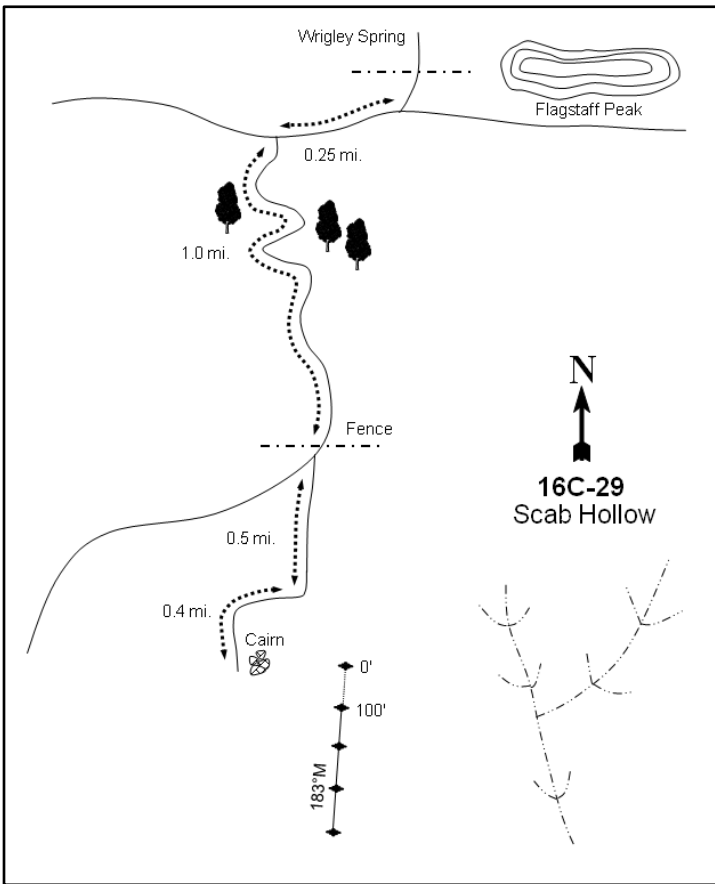 Wrigley Spring
Flagstaff Peak
0.25 mi.
1.0 mi.
N
Fence
16C-29
Scab Hollow
0.5 mi.
0.4 mi.
Cairn
0'
100'
183°M